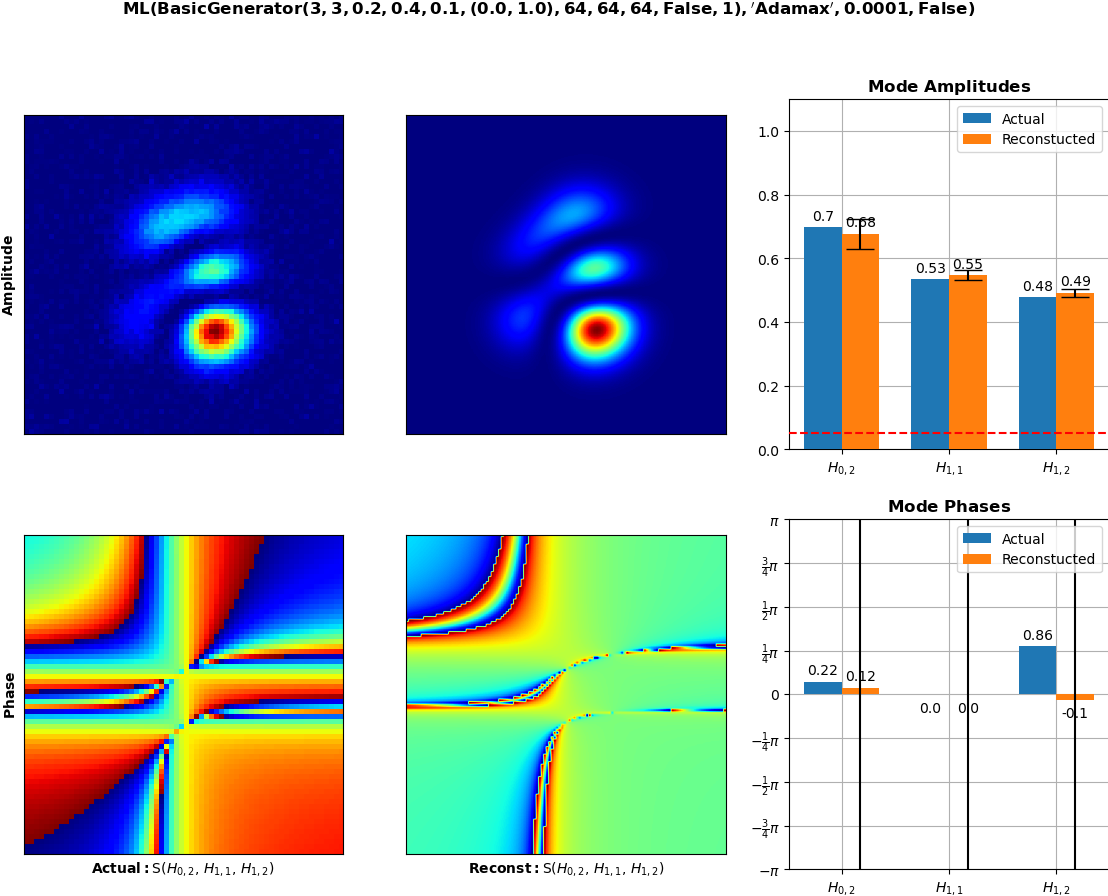 ML(BasicGenerator(3, 3, 0.2, 0.4, 0.1, (0.0, 1.0), 64, 64, 64, False, 1), 'Adamax', 0.0001, False)
Mode Amplitudes
Amplitude
Actual
Reconstucted
1.0
0.8
0.6
0.4
0.2
0.0
0.7
0.68
0.53
0.55
0.48
0.49
H0,2
H1,1
H1,2
Mode Phases
Phase
Actual
Reconstucted
π
3/4π
1/2π
1/4π
0
−1/4π
−1/2π
−3/4π
−π
0.22
0.12
0.0
0.0
0.86
-0.1
H0,2
H1,1
H1,2
Actual: S(H0,2, H1,1, H1,2)
Reconst: S(H0,2, H1,1, H1,2)